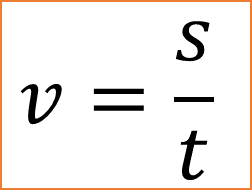 v = s/t